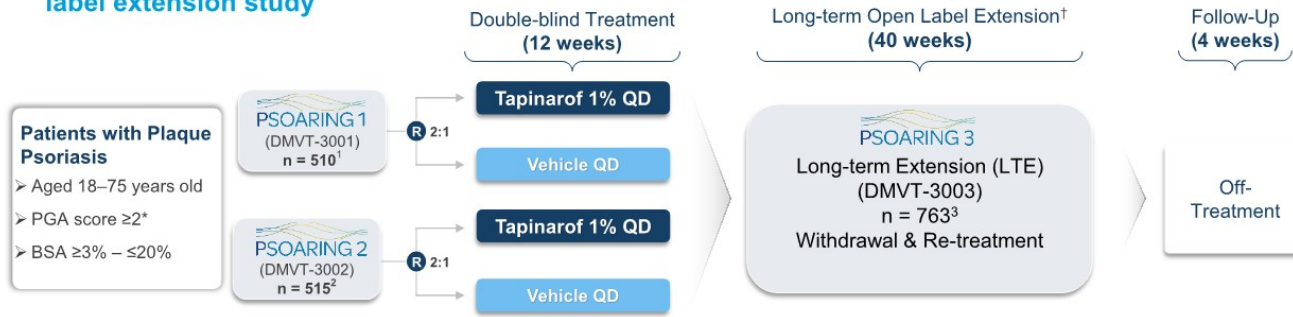 label extension study
Double-blind Treatment
(12 weeks)
Long-term Open Label Extension†
(40 weeks)
Follow-Up
(4 weeks)
Patients with Plaque
Psoriasis
➢ Aged 18–75 years old
➢ PGA score ≥2*
➢ BSA ≥3% – ≤20%
PSOARING 1
(DMVT-3001)
n = 510¹
R 2:1
Tapinarof 1% QD
Vehicle QD
PSOARING 2
(DMVT-3002)
n = 515²
R 2:1
Tapinarof 1% QD
Vehicle QD
PSOARING 3
Long-term Extension (LTE)
(DMVT-3003)
n = 763³
Withdrawal & Re-treatment
Off-
Treatment